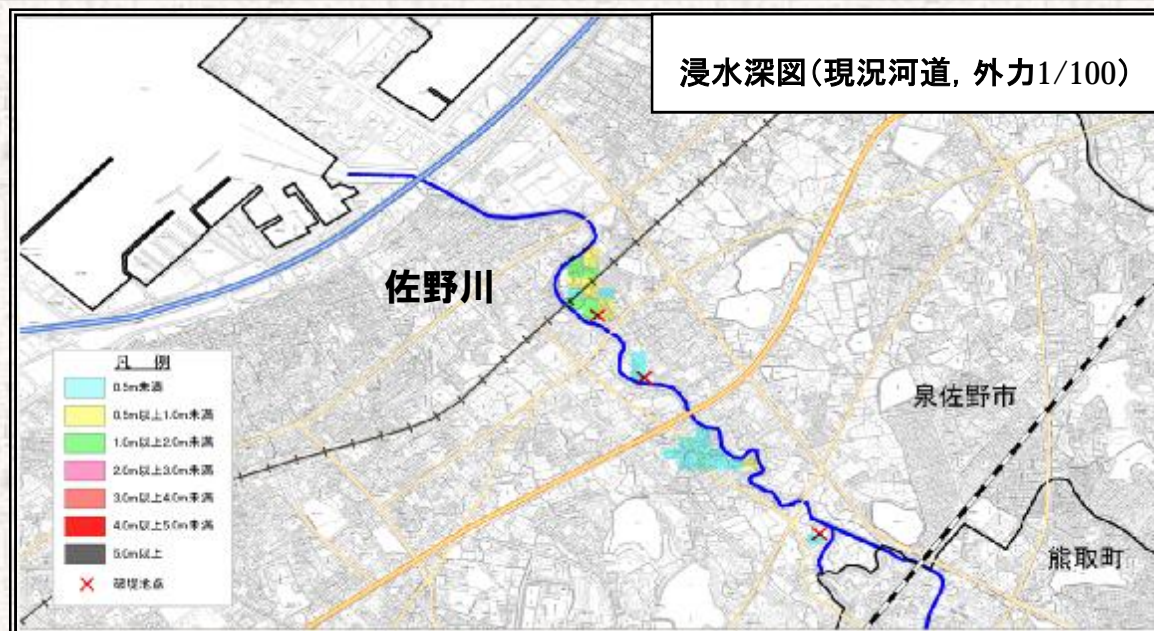 浸水深図(現況河道, 外力1/100)
佐野川
泉佐野市
熊取町
凡 例
0.5m未満
0.5m以上1.0m未満
1.0m以上2.0m未満
2.0m以上3.0m未満
3.0m以上4.0m未満
4.0m以上5.0m未満
5.0m以上
破堤地点